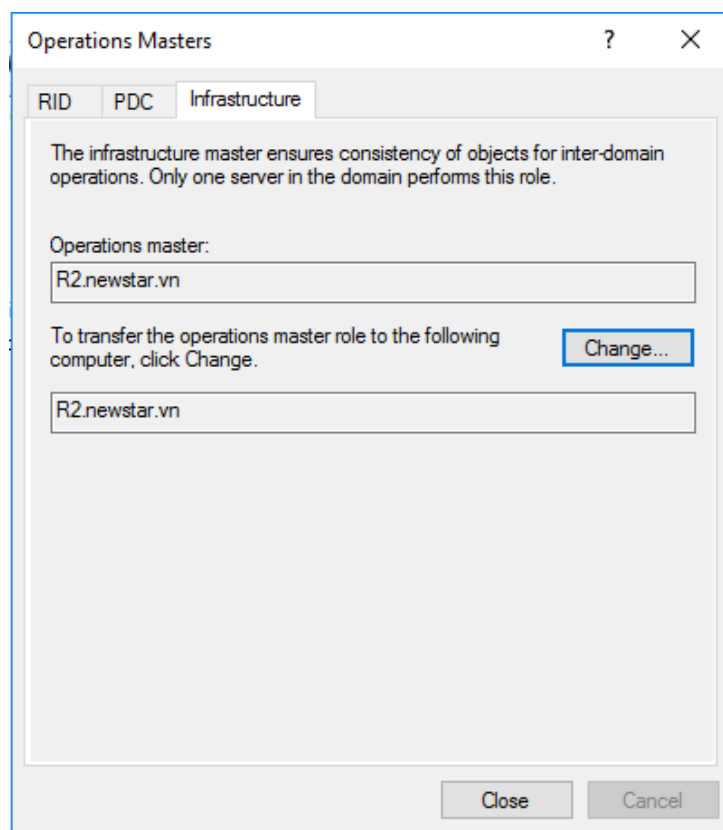 Operations Masters
?
RID
PDC
Infrastructure
The infrastructure master ensures consistency of objects for inter-domain
operations. Only one server in the domain performs this role.
Operations master:
R2.newstar.vn
To transfer the operations master role to the following
computer, click Change.
Change...
R2.newstar.vn
Close
Cancel